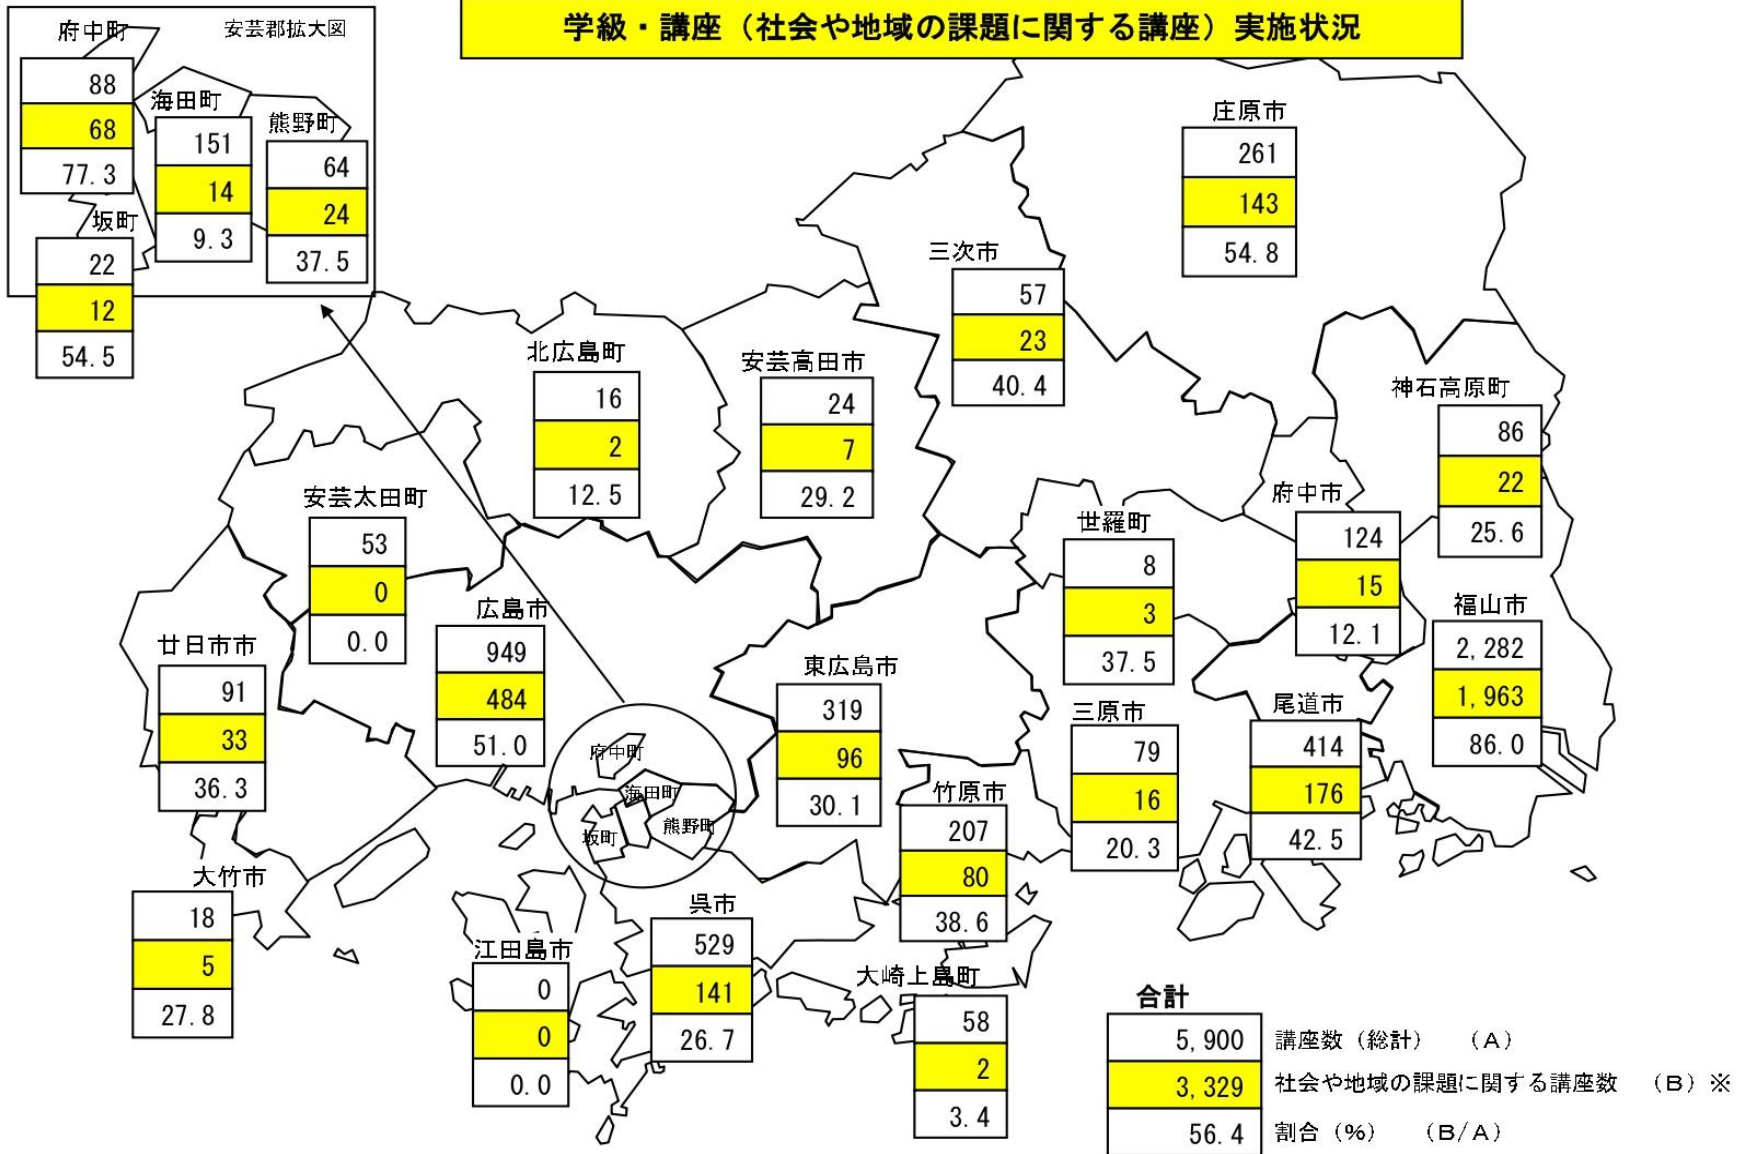 学級・講座（社会や地域の課題に関する講座）実施状況
安芸郡拡大図
府中町
88
68
77.3
海田町
151
14
9.3
熊野町
64
24
37.5
坂町
22
12
54.5
庄原市
261
143
54.8
三次市
57
23
40.4
北広島町
16
2
12.5
安芸高田市
24
7
29.2
神石高原町
86
22
25.6
安芸太田町
53
0
0.0
世羅町
8
3
37.5
府中市
124
15
12.1
広島市
949
484
51.0
福山市
2,282
1,963
86.0
廿日市市
91
33
36.3
東広島市
319
96
30.1
三原市
79
16
20.3
尾道市
414
176
42.5
府中町
海田町
坂町
熊野町
竹原市
207
80
38.6
大竹市
18
5
27.8
江田島市
0
0
0.0
呉市
529
141
26.7
大崎上島町
58
2
3.4
合計
5,900 講座数（総計）　（A）
3,329 社会や地域の課題に関する講座数　（B）※
56.4 割合（%）　（B/A）